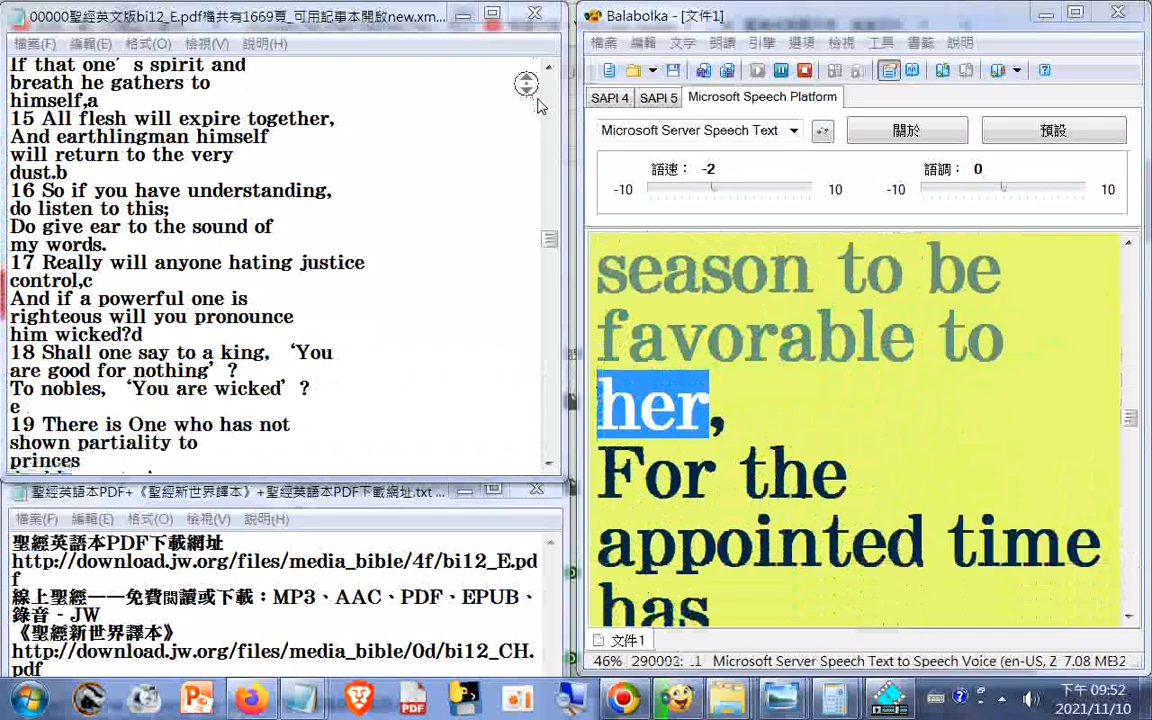 00000聖經英文版bi12_E.pdf檔共有1669頁_可用記事本開啟new.xm...
檔案(F) 編輯(E) 格式(O) 檢視(V) 說明(H)
If that one's spirit and
breath he gathers to
himself,a
15 All flesh will expire together,
And earthlingman himself
will return to the very
dust.b
16 So if you have understanding,
do listen to this;
Do give ear to the sound of
my words.
17 Really will anyone hating justice
control,c
And if a powerful one is
righteous will you pronounce
him wicked?d
18 Shall one say to a king, ‘You
are good for nothing’?
To nobles, ‘You are wicked’?
e
19 There is One who has not
shown partiality to
princes
聖經英語本PDF+《聖經新世界譯本》+聖經英語本PDF下載網址.txt ...
檔案(F) 編輯(E) 格式(O) 檢視(V) 說明(H)
聖經英語本PDF下載網址
http://download.jw.org/files/media_bible/4f/bi12_E.pd
f
線上聖經——免費閱讀或下載：MP3、AAC、PDF、EPUB、
錄音 - JW
《聖經新世界譯本》
http://download.jw.org/files/media_bible/0d/bi12_CH.
pdf
Balabolka - [文件1]
檔案 編輯 文字 朗讀 引擎 選項 檢視 工具 書籤 說明
SAPI 4 SAPI 5 Microsoft Speech Platform
Microsoft Server Speech Text 關於 預設
語速： -2 語調： 0
-10 10 -10 10
season to be
favorable to
her,
For the
appointed time
has
文件1
46% Microsoft Server Speech Text to Speech Voice (en-US, Z 7.08 MB
下午 09:52
2021/11/10